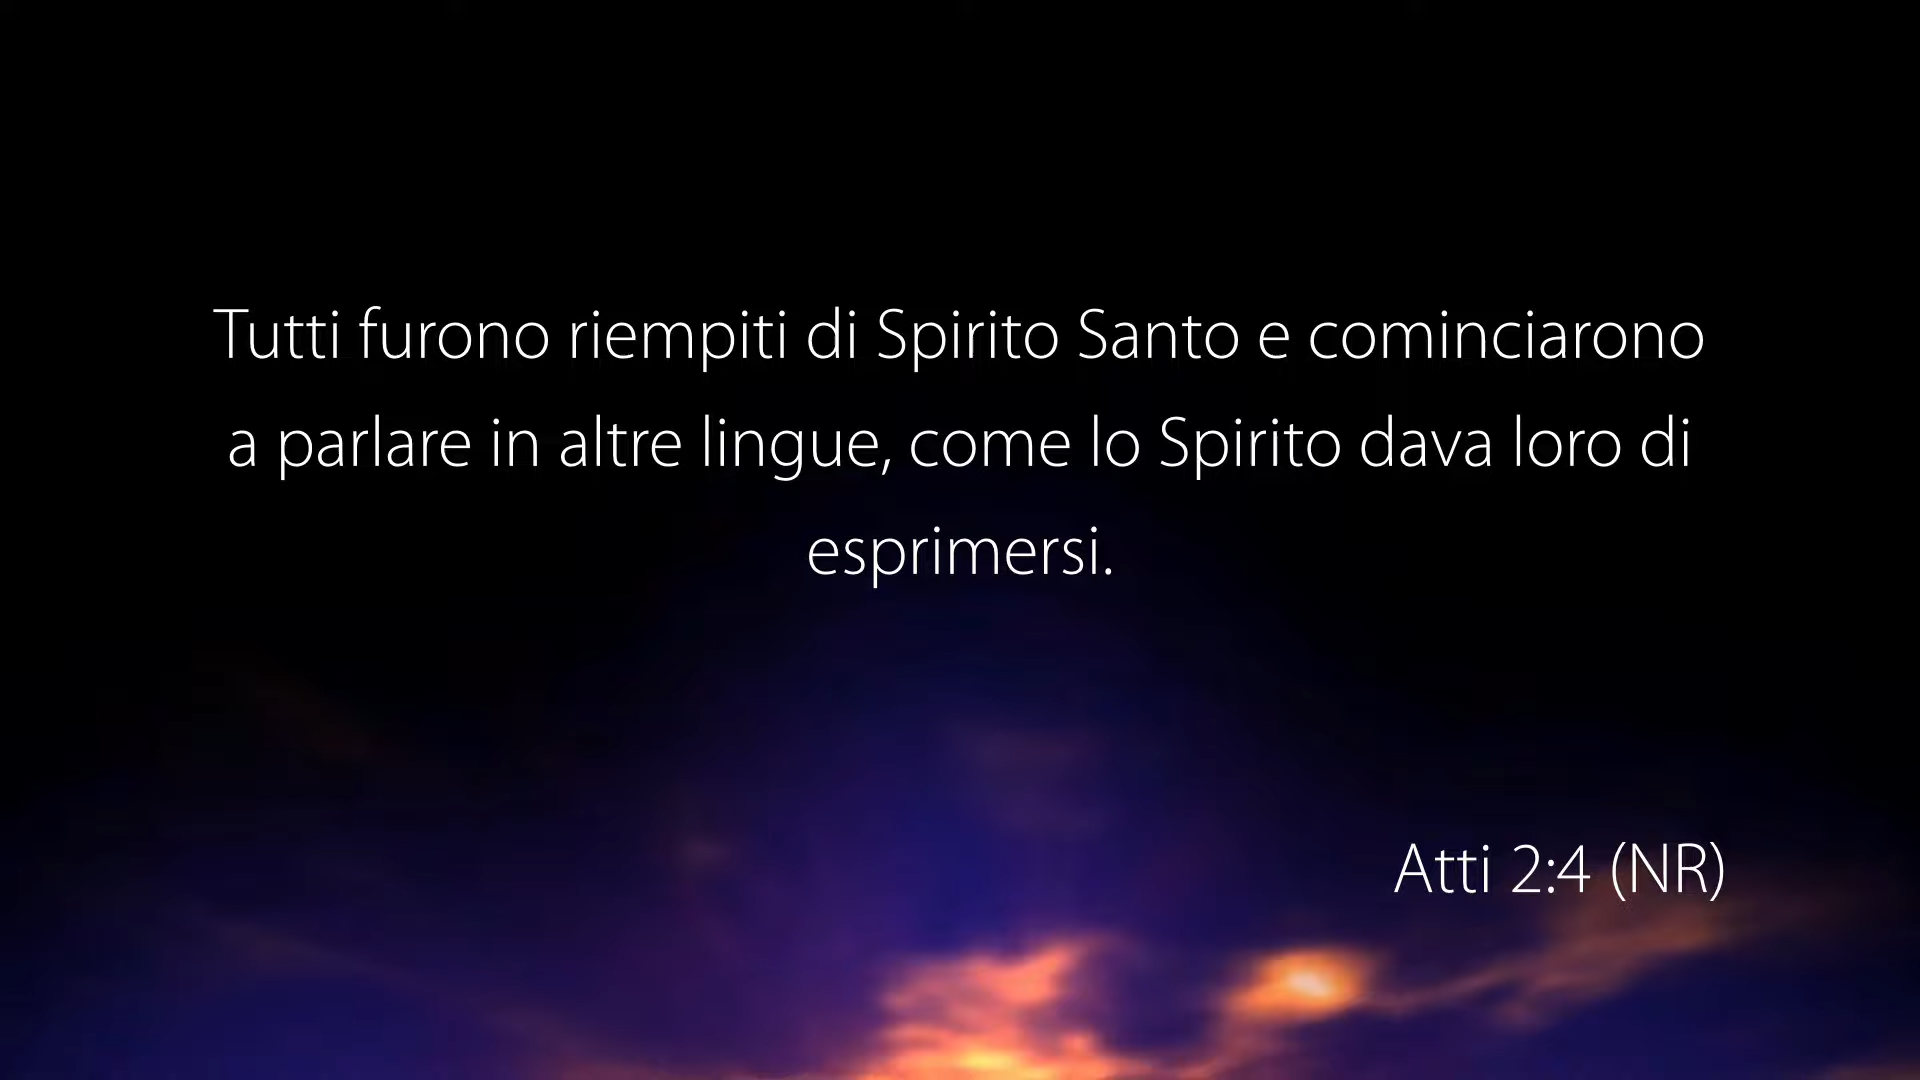 Tutti furono riempiti di Spirito Santo e cominciarono
a parlare in altre lingue, come lo Spirito dava loro di
esprimersi.
Atti 2:4 (NR)